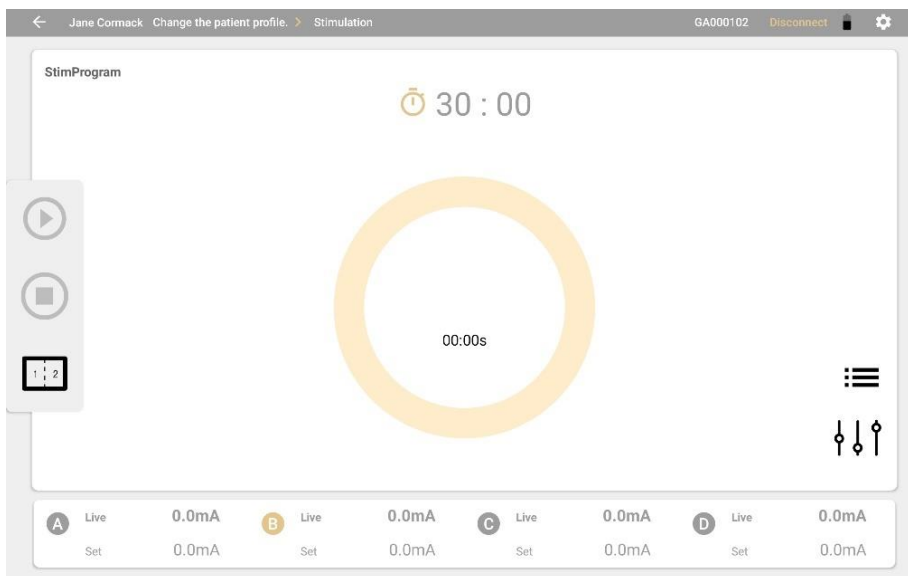 Jane Cormack Change the patient profile. > Stimulation GA000102 Disconnect
StimProgram
30 : 00
00:00s
1 2
A Live 0.0mA B Live 0.0mA C Live 0.0mA D Live 0.0mA
Set 0.0mA Set 0.0mA Set 0.0mA Set 0.0mA